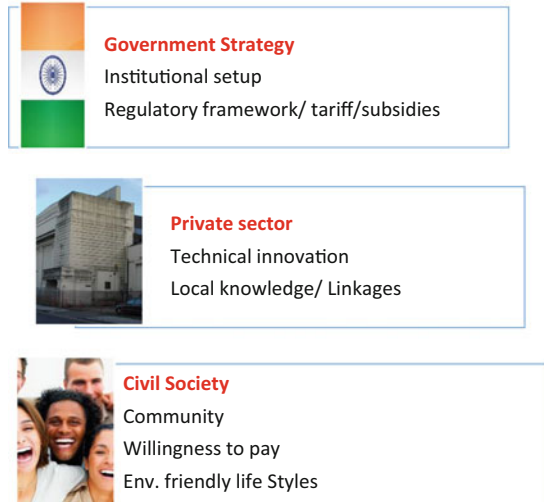 Government Strategy
Institutional setup
Regulatory framework/ tariff/subsidies
Private sector
Technical innovation
Local knowledge/ Linkages
Civil Society
Community
Willingness to pay
Env. friendly life Styles